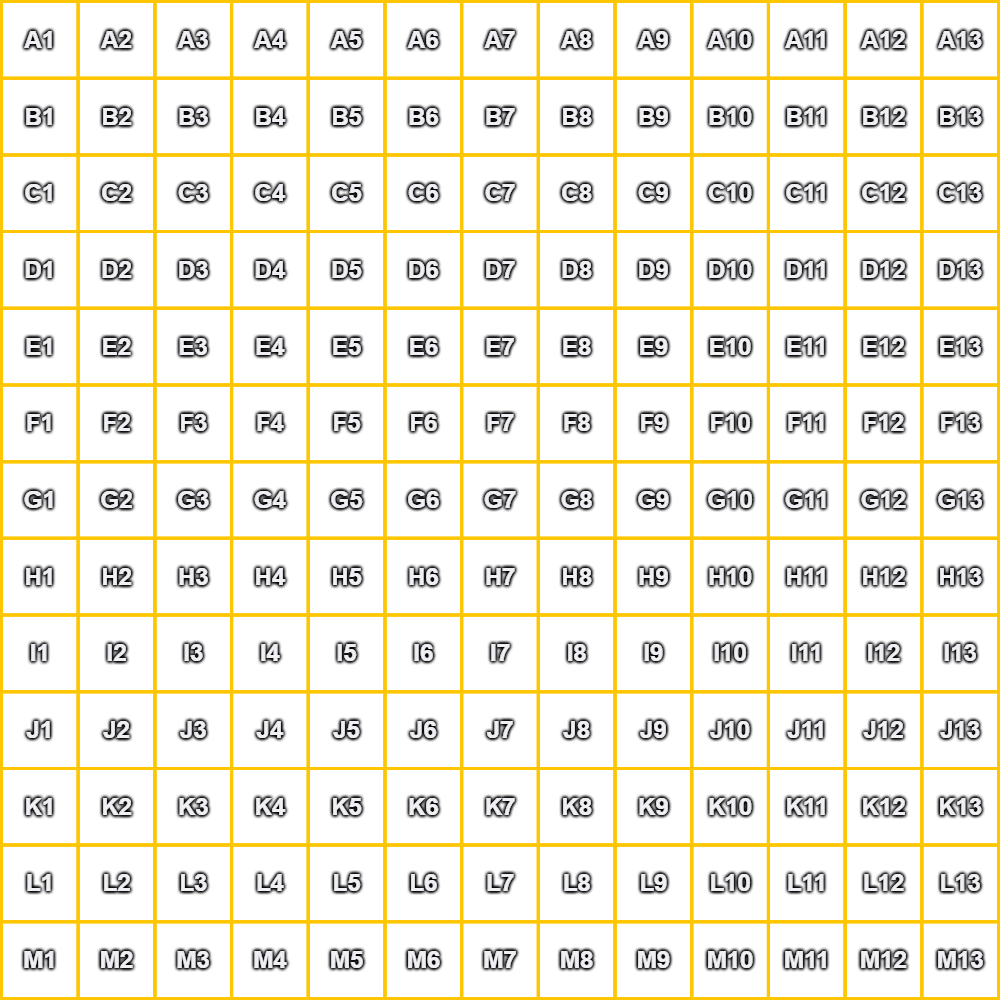 A1 A2 A3 A4 A5 A6 A7 A8 A9 A10 A11 A12 A13
B1 B2 B3 B4 B5 B6 B7 B8 B9 B10 B11 B12 B13
C1 C2 C3 C4 C5 C6 C7 C8 C9 C10 C11 C12 C13
D1 D2 D3 D4 D5 D6 D7 D8 D9 D10 D11 D12 D13
E1 E2 E3 E4 E5 E6 E7 E8 E9 E10 E11 E12 E13
F1 F2 F3 F4 F5 F6 F7 F8 F9 F10 F11 F12 F13
G1 G2 G3 G4 G5 G6 G7 G8 G9 G10 G11 G12 G13
H1 H2 H3 H4 H5 H6 H7 H8 H9 H10 H11 H12 H13
I1 I2 I3 I4 I5 I6 I7 I8 I9 I10 I11 I12 I13
J1 J2 J3 J4 J5 J6 J7 J8 J9 J10 J11 J12 J13
K1 K2 K3 K4 K5 K6 K7 K8 K9 K10 K11 K12 K13
L1 L2 L3 L4 L5 L6 L7 L8 L9 L10 L11 L12 L13
M1 M2 M3 M4 M5 M6 M7 M8 M9 M10 M11 M12 M13